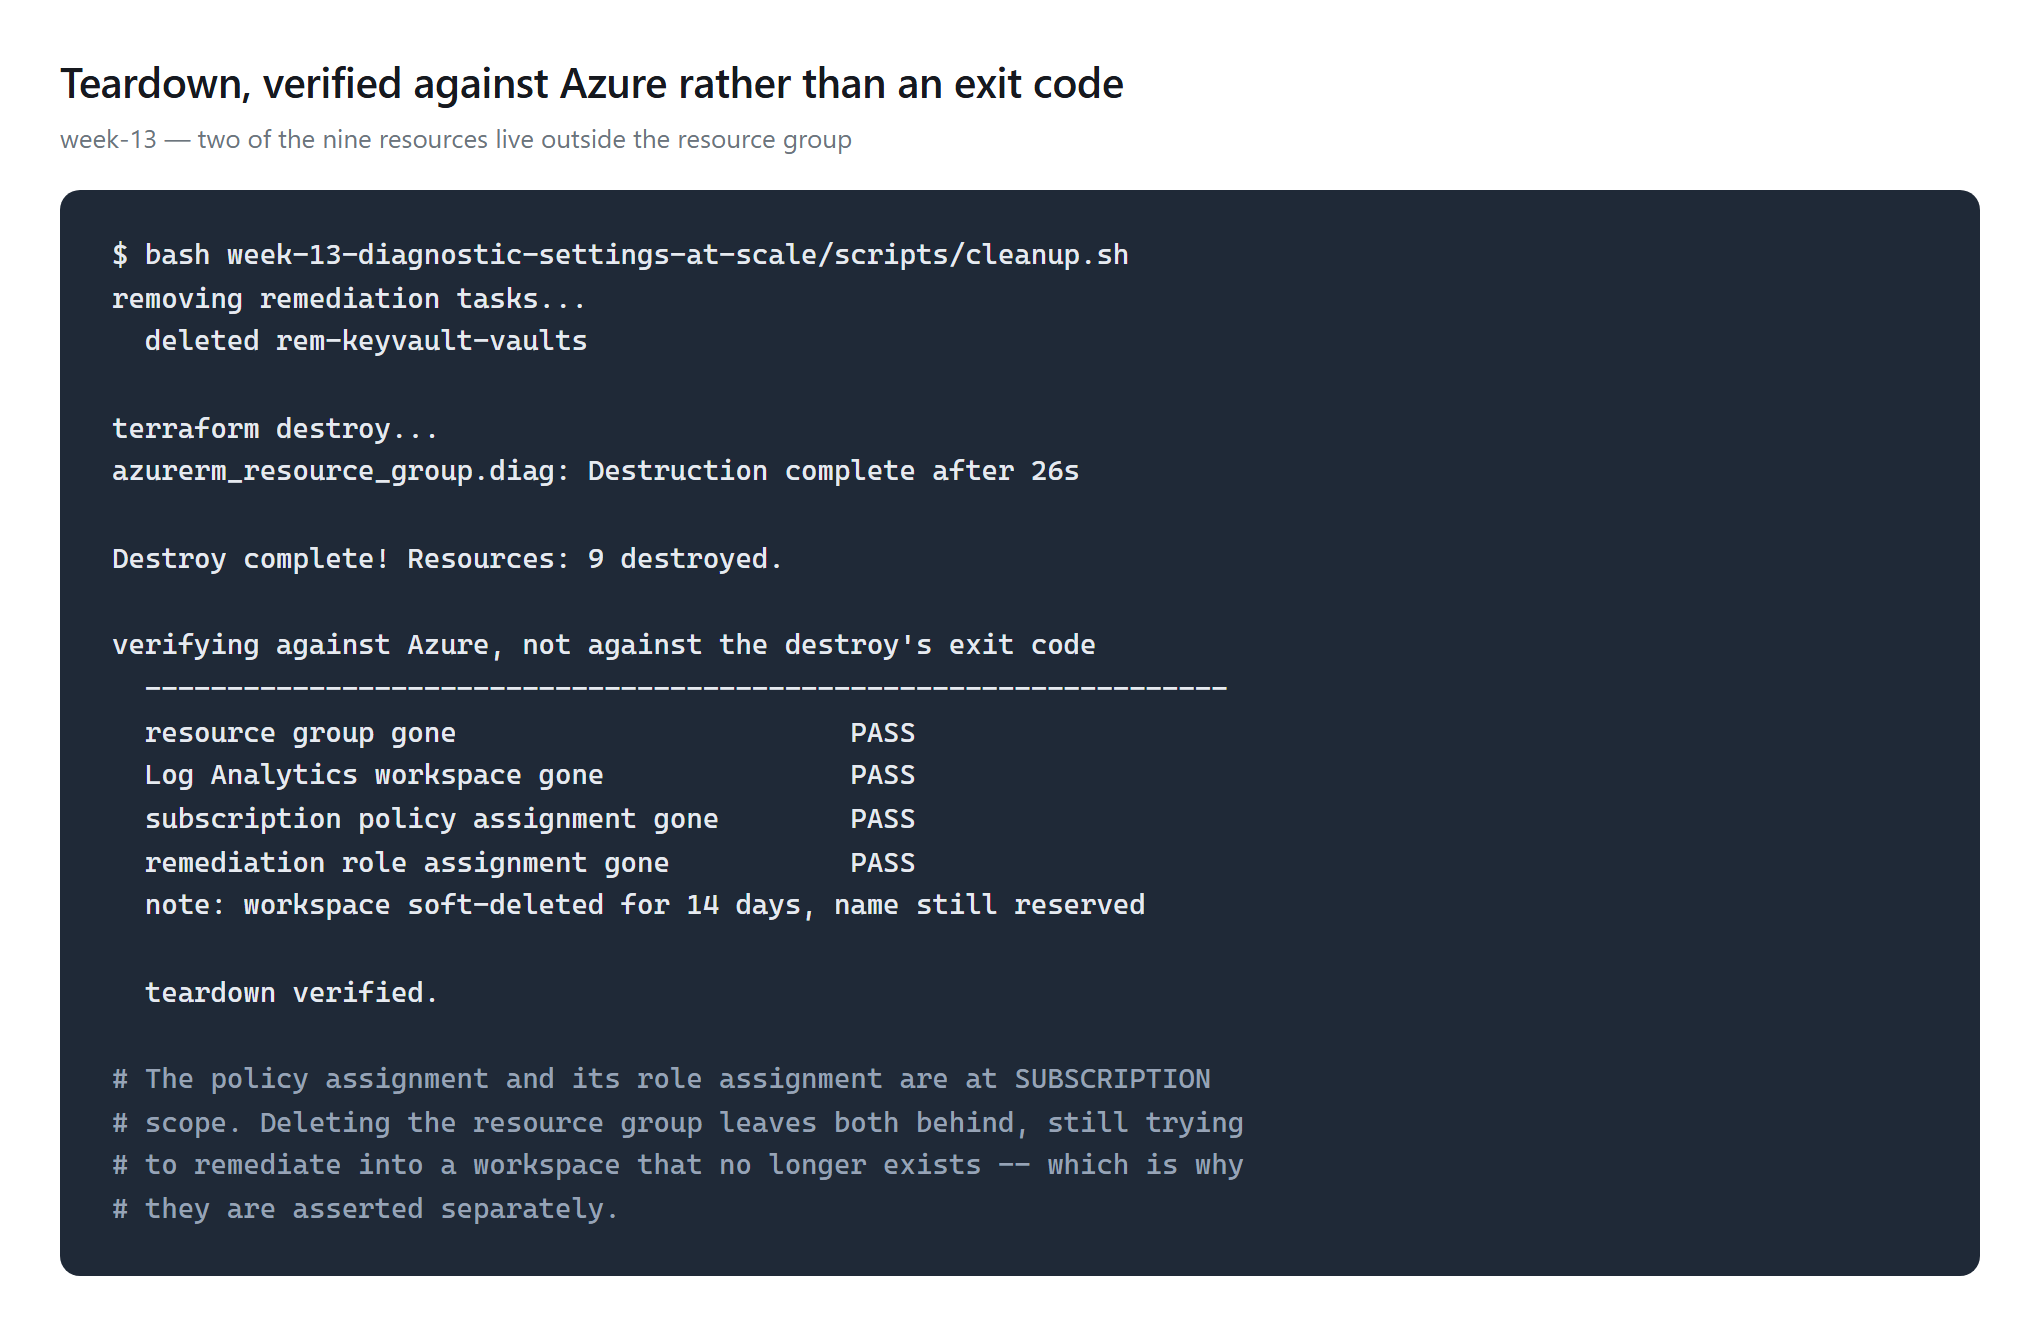 Teardown, verified against Azure rather than an exit code
week-13 — two of the nine resources live outside the resource group
$ bash week-13-diagnostic-settings-at-scale/scripts/cleanup.sh
removing remediation tasks...
deleted rem-keyvault-vaults
terraform destroy...
azurerm_resource_group.diag: Destruction complete after 26s
Destroy complete! Resources: 9 destroyed.
verifying against Azure, not against the destroy's exit code
------------------------------------------------------------------
resource group gone PASS
Log Analytics workspace gone PASS
subscription policy assignment gone PASS
remediation role assignment gone PASS
note: workspace soft-deleted for 14 days, name still reserved
teardown verified.
# The policy assignment and its role assignment are at SUBSCRIPTION
# scope. Deleting the resource group leaves both behind, still trying
# to remediate into a workspace that no longer exists -- which is why
# they are asserted separately.